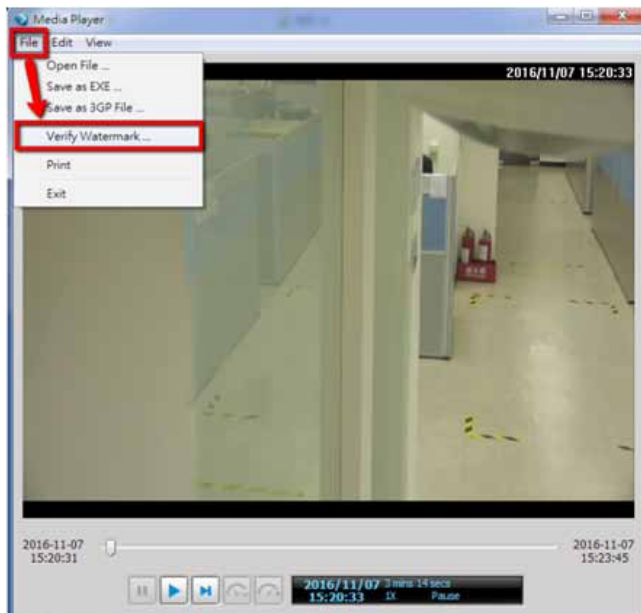 Media Player
File Edit View
Open File ...
Save as EXE ...
Save as 3GP File ...
Verify Watermark ...
Print
Exit
2016/11/07 15:20:33
2016-11-07
15:20:31
2016-11-07
15:23:45
2016/11/07 3 mins 14 secs
15:20:33 1X Pause